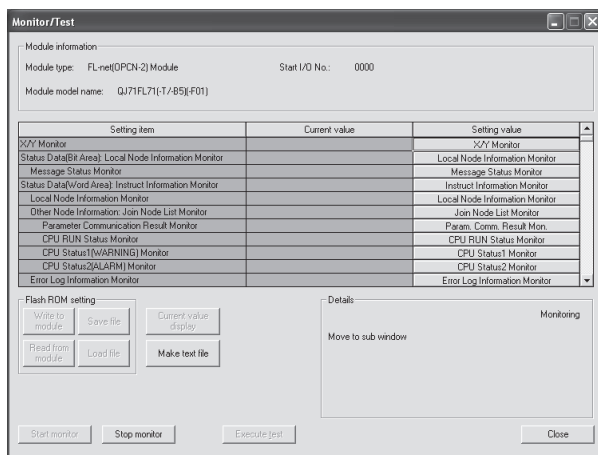 Monitor/Test
Module information
Module type: FL-net(OPCN-2) Module Start I/O No.: 0000
Module model name: QJ71FL71(-T/-B5)(-F01)
Setting item Current value Setting value
X/Y Monitor X/Y Monitor
Status Data(Bit Area): Local Node Information Monitor Local Node Information Monitor
Message Status Monitor Message Status Monitor
Status Data(Word Area): Instruct Information Monitor Instruct Information Monitor
Local Node Information Monitor Local Node Information Monitor
Other Node Information: Join Node List Monitor Join Node List Monitor
Parameter Communication Result Monitor Param. Comm. Result Mon.
CPU RUN Status Monitor CPU RUN Status Monitor
CPU Status1(WARNING) Monitor CPU Status1 Monitor
CPU Status2(ALARM) Monitor CPU Status2 Monitor
Error Log Information Monitor Error Log Information Monitor
Flash ROM setting Details
Write to module Save file Current value display Monitoring
Move to sub window
Read from module Load file Make text file
Start monitor Stop monitor Execute test Close